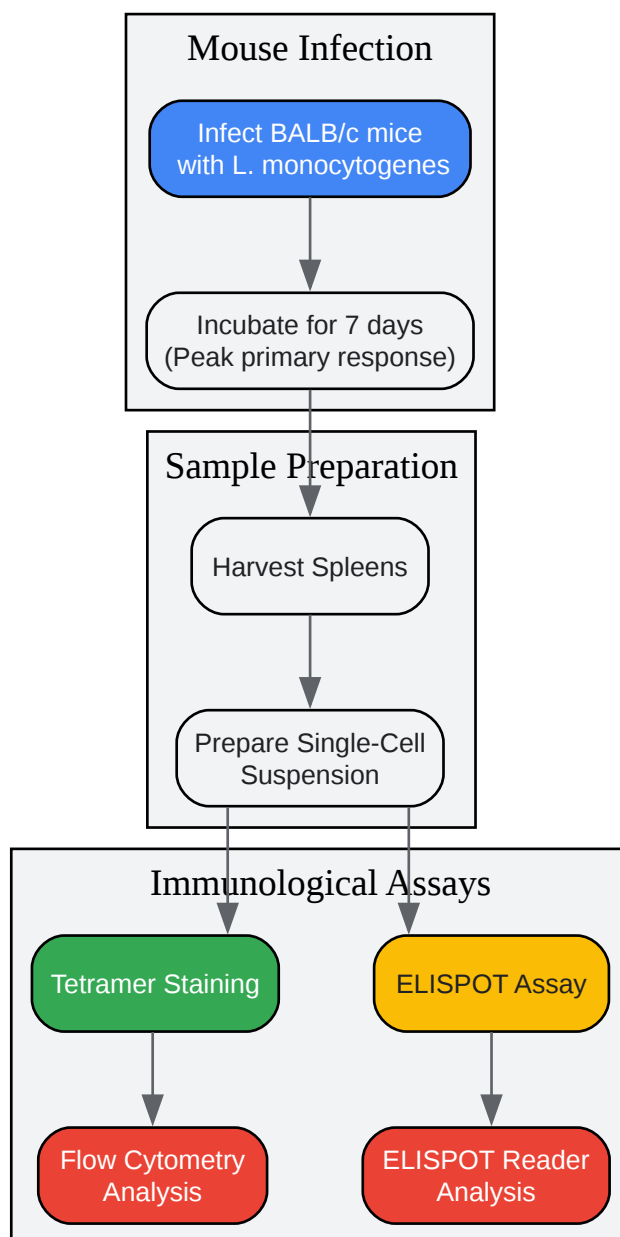 Mouse Infection
Infect BALB/c mice
with L. monocytogenes
Incubate for 7 days
(Peak primary response)
Sample Preparation
Harvest Spleens
Prepare Single-Cell
Suspension
Immunological Assays
Tetramer Staining
ELISPOT Assay
Flow Cytometry
Analysis
ELISPOT Reader
Analysis